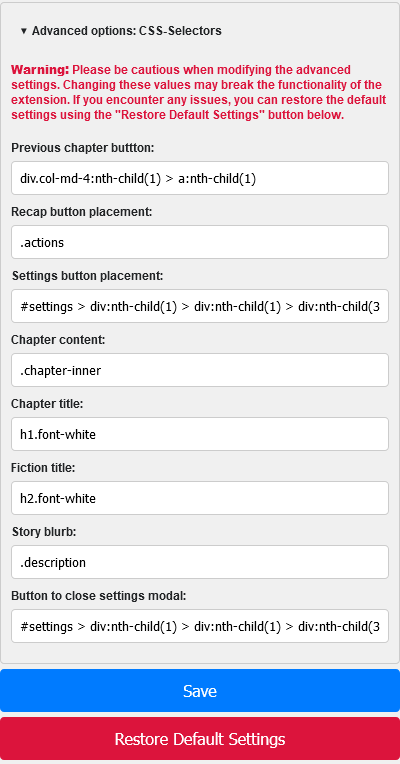 ▼ Advanced options: CSS-Selectors
Warning: Please be cautious when modifying the advanced
settings. Changing these values may break the functionality of the
extension. If you encounter any issues, you can restore the default
settings using the "Restore Default Settings" button below.
Previous chapter buttton:
div.col-md-4:nth-child(1) > a:nth-child(1)
Recap button placement:
.actions
Settings button placement:
#settings > div:nth-child(1) > div:nth-child(1) > div:nth-child(3
Chapter content:
.chapter-inner
Chapter title:
h1.font-white
Fiction title:
h2.font-white
Story blurb:
.description
Button to close settings modal:
#settings > div:nth-child(1) > div:nth-child(1) > div:nth-child(3
Save
Restore Default Settings